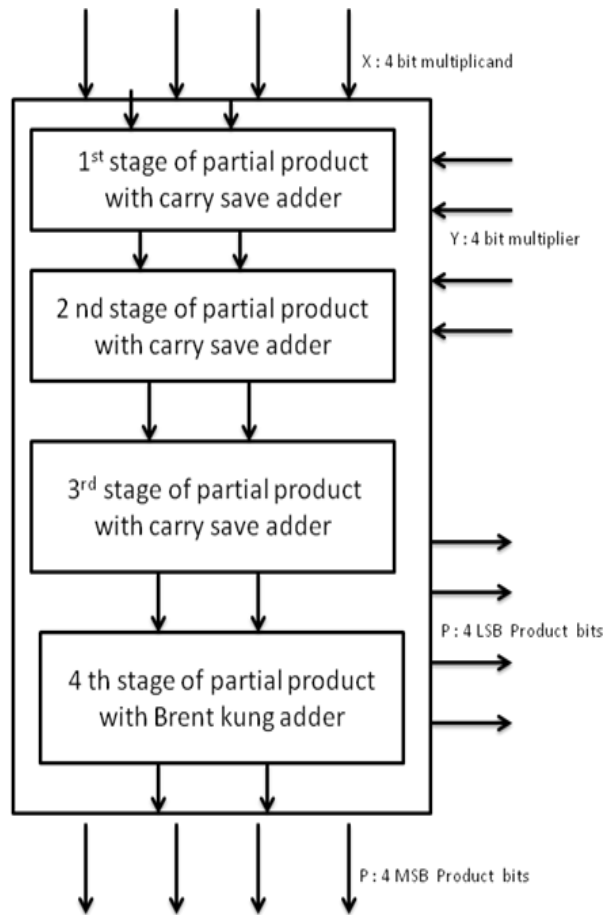 X : 4 bit multiplicand
1st stage of partial product
with carry save adder
Y : 4 bit multiplier
2 nd stage of partial product
with carry save adder
3rd stage of partial product
with carry save adder
P : 4 LSB Product bits
4 th stage of partial product
with Brent kung adder
P : 4 MSB Product bits